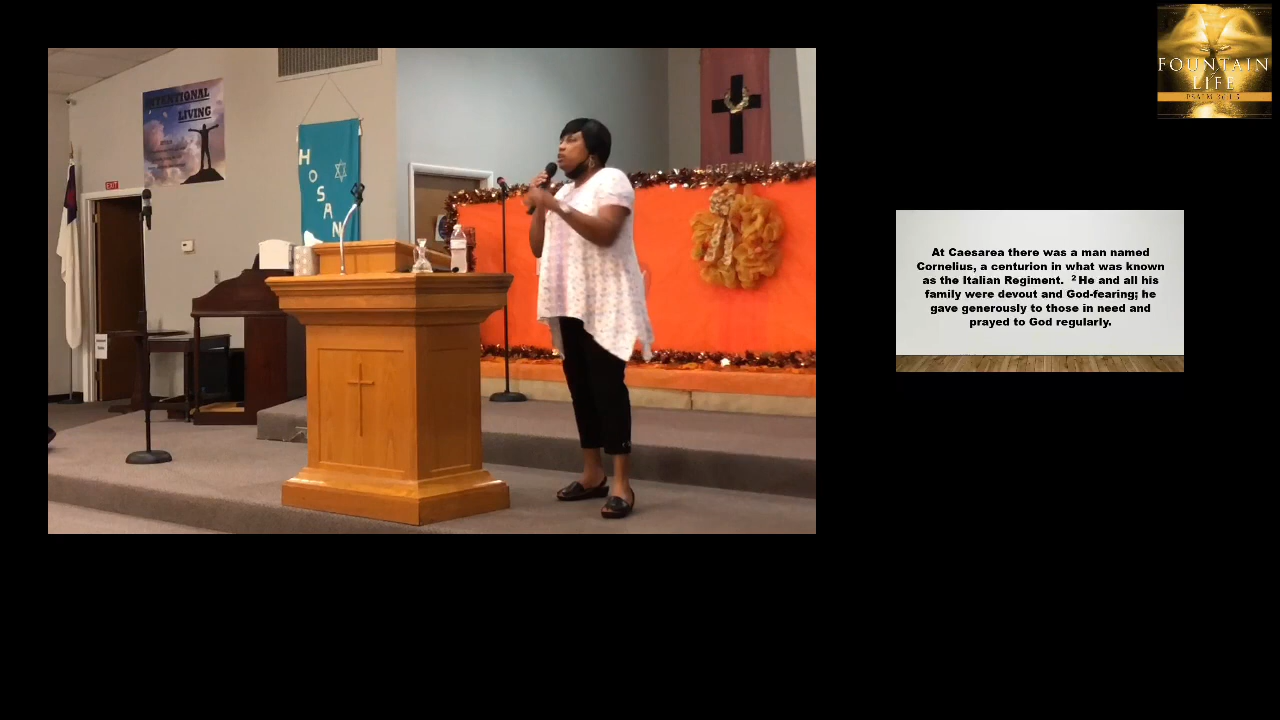 FOUNTAIN
LIFE
INTENTIONAL
LIVING
HOSAN
EXIT
At Caesarea there was a man named
Cornelius, a centurion in what was known
as the Italian Regiment. ² He and all his
family were devout and God-fearing; he
gave generously to those in need and
prayed to God regularly.